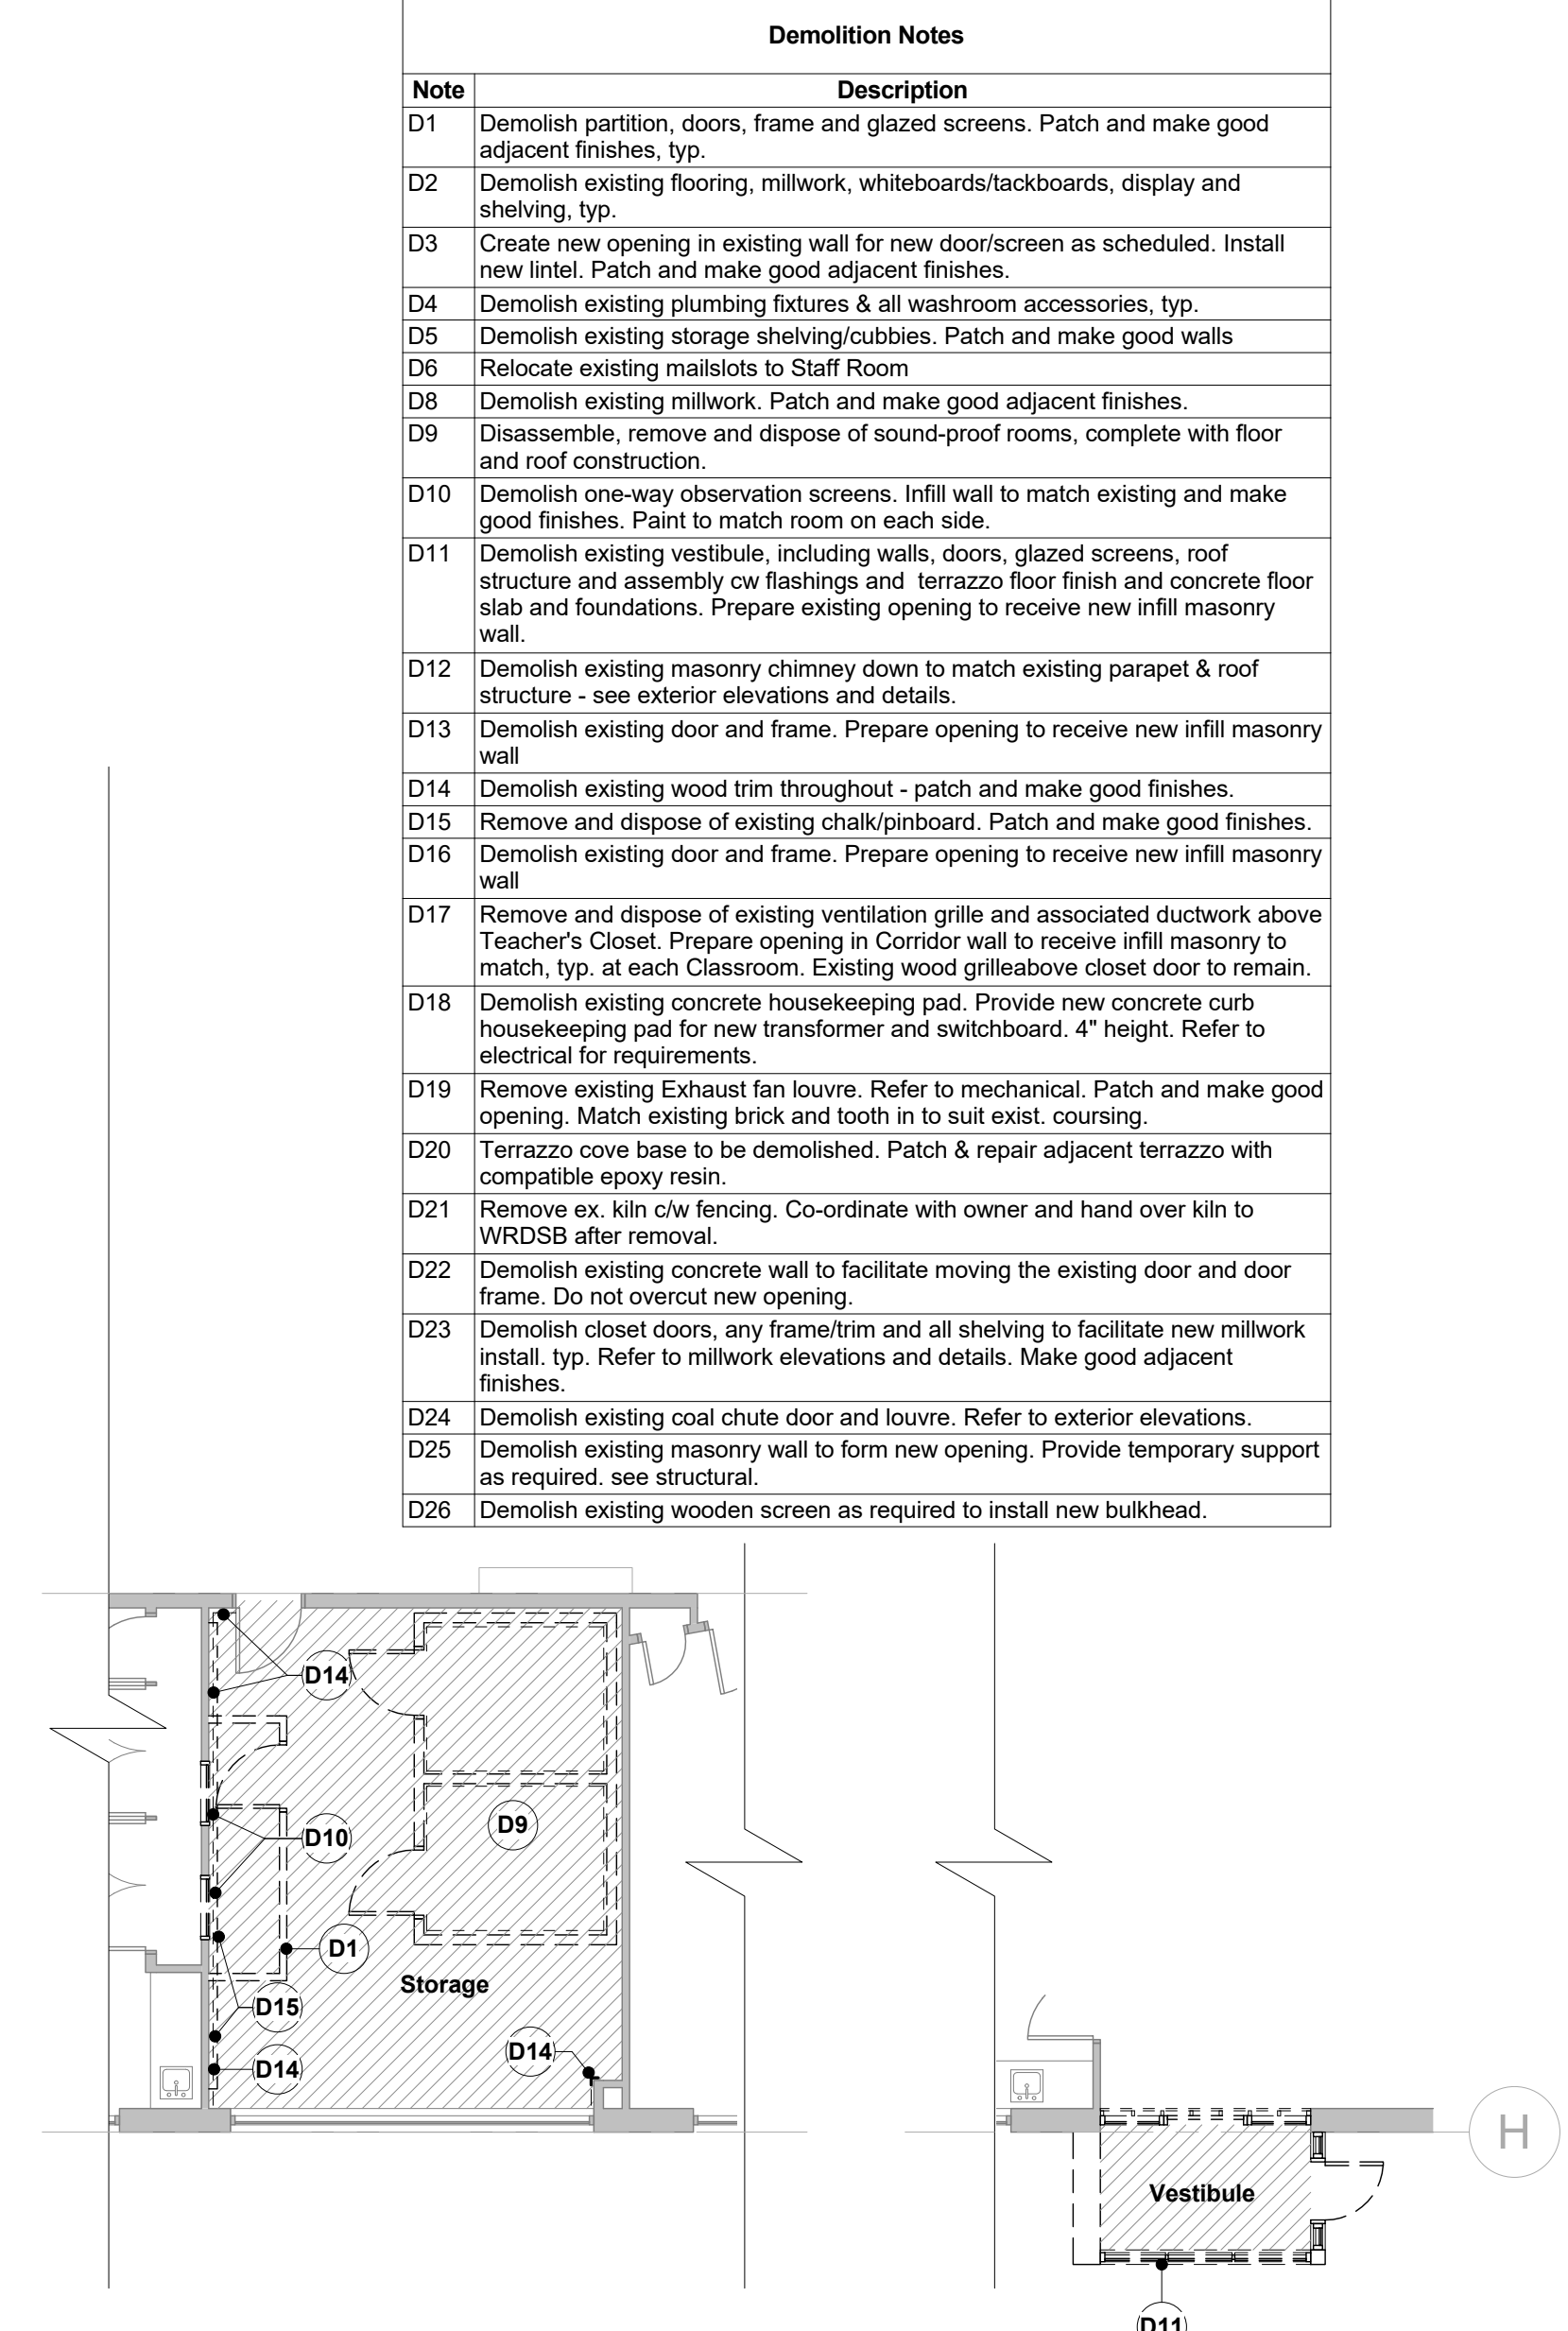 Demolition Notes
Note Description
D1 Demolish partition, doors, frame and glazed screens. Patch and make good
adjacent finishes, typ.
D2 Demolish existing flooring, millwork, whiteboards/tackboards, display and
shelving, typ.
D3 Create new opening in existing wall for new door/screen as scheduled. Install
new lintel. Patch and make good adjacent finishes.
D4 Demolish existing plumbing fixtures & all washroom accessories, typ.
D5 Demolish existing storage shelving/cubbies. Patch and make good walls
D6 Relocate existing mailslots to Staff Room
D8 Demolish existing millwork. Patch and make good adjacent finishes.
D9 Disassemble, remove and dispose of sound-proof rooms, complete with floor
and roof construction.
D10 Demolish one-way observation screens. Infill wall to match existing and make
good finishes. Paint to match room on each side.
D11 Demolish existing vestibule, including walls, doors, glazed screens, roof
structure and assembly cw flashings and  terrazzo floor finish and concrete floor
slab and foundations. Prepare existing opening to receive new infill masonry
wall.
D12 Demolish existing masonry chimney down to match existing parapet & roof
structure - see exterior elevations and details.
D13 Demolish existing door and frame. Prepare opening to receive new infill masonry
wall
D14 Demolish existing wood trim throughout - patch and make good finishes.
D15 Remove and dispose of existing chalk/pinboard. Patch and make good finishes.
D16 Demolish existing door and frame. Prepare opening to receive new infill masonry
wall
D17 Remove and dispose of existing ventilation grille and associated ductwork above
Teacher's Closet. Prepare opening in Corridor wall to receive infill masonry to
match, typ. at each Classroom. Existing wood grilleabove closet door to remain.
D18 Demolish existing concrete housekeeping pad. Provide new concrete curb
housekeeping pad for new transformer and switchboard. 4" height. Refer to
electrical for requirements.
D19 Remove existing Exhaust fan louvre. Refer to mechanical. Patch and make good
opening. Match existing brick and tooth in to suit exist. coursing.
D20 Terrazzo cove base to be demolished. Patch & repair adjacent terrazzo with
compatible epoxy resin.
D21 Remove ex. kiln c/w fencing. Co-ordinate with owner and hand over kiln to
WRDSB after removal.
D22 Demolish existing concrete wall to facilitate moving the existing door and door
frame. Do not overcut new opening.
D23 Demolish closet doors, any frame/trim and all shelving to facilitate new millwork
install. typ. Refer to millwork elevations and details. Make good adjacent
finishes.
D24 Demolish existing coal chute door and louvre. Refer to exterior elevations.
D25 Demolish existing masonry wall to form new opening. Provide temporary support
as required. see structural.
D26 Demolish existing wooden screen as required to install new bulkhead.
D14
D10
D9
D1
Storage
D15
D14
D14
H
Vestibule
D11